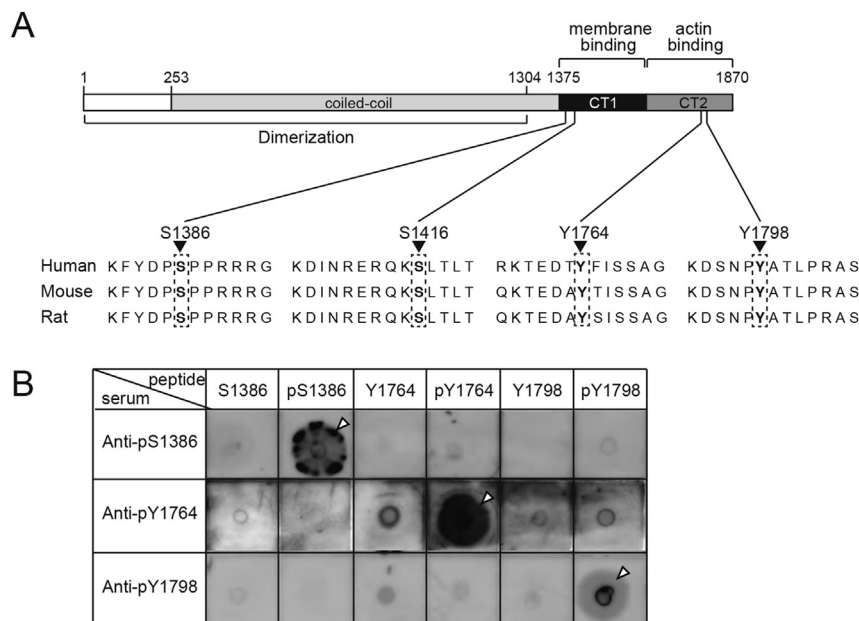 A
membrane binding
actin binding
1 253 1304 1375 1870
coiled-coil CT1 CT2
Dimerization
S1386 S1416 Y1764 Y1798
Human KFYDPSPPRRRG KDINRERQKSLTLT RKTEDTYFISSAG KDSNPYATLPRAS
Mouse KFYDPSPPRRRG KDINRERQKSLTLT QKTEDAYTISSAG KDSNPYATLPRAS
Rat KFYDPSPPRRRG KDINRERQKSLTLT QKTEDAYSISSAG KDSNPYATLPRAS
B
peptide
serum
S1386 pS1386 Y1764 pY1764 Y1798 pY1798
Anti-pS1386
Anti-pY1764
Anti-pY1798